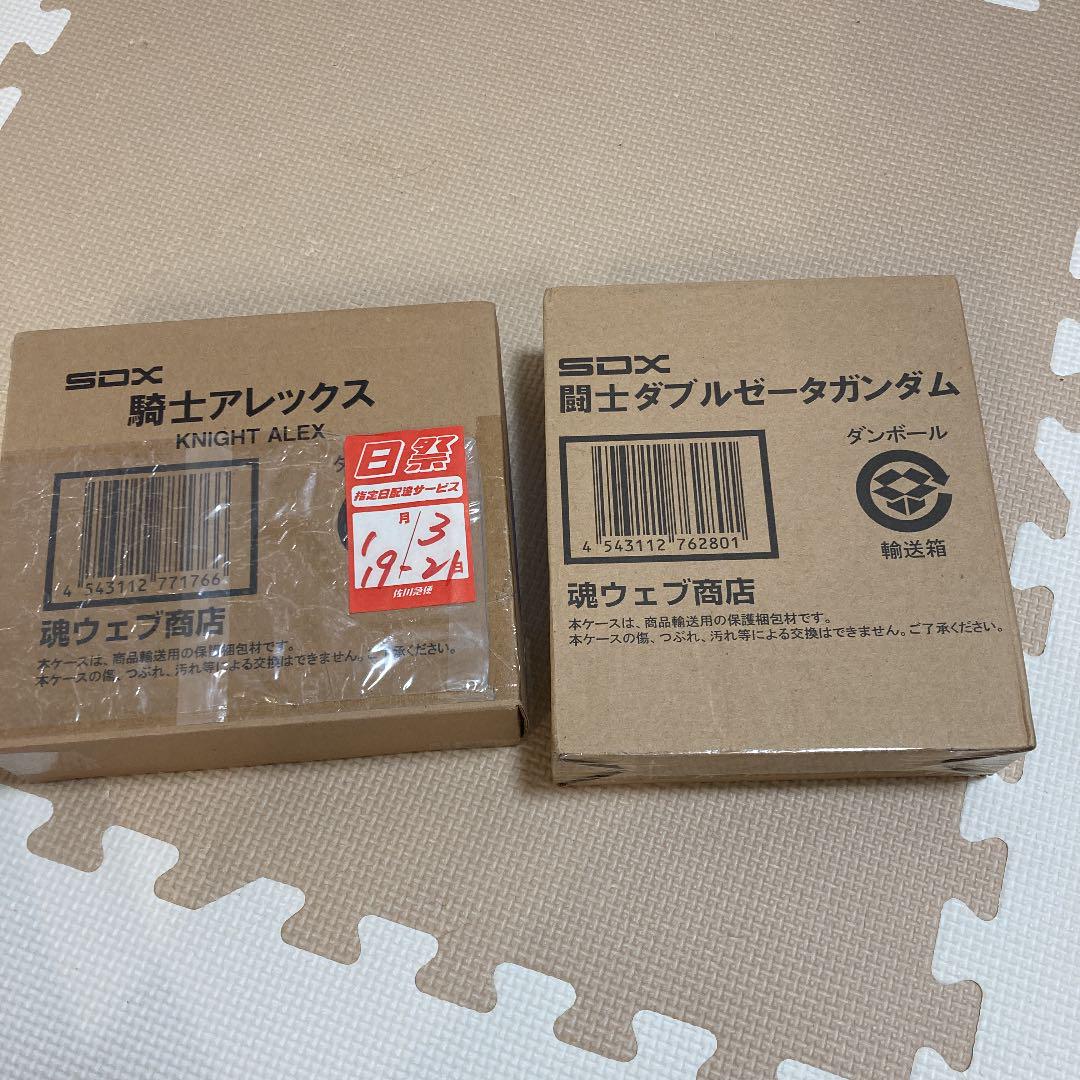 SDX
騎士アレックス
KNIGHT ALEX
日祭
指定日配達サービス
月
1/3
19-21
日
佐川急便
4 543112 771766
魂ウェブ商店
本ケースは、商品輸送用の保護梱包材です。
本ケースの傷、つぶれ、汚れ等による交換はできません。ご了承ください。
SDX
闘士ダブルゼータガンダム
ダンボール
輸送箱
4 543112 762801
魂ウェブ商店
本ケースは、商品輸送用の保護梱包材です。
本ケースの傷、つぶれ、汚れ等による交換はできません。ご了承ください。